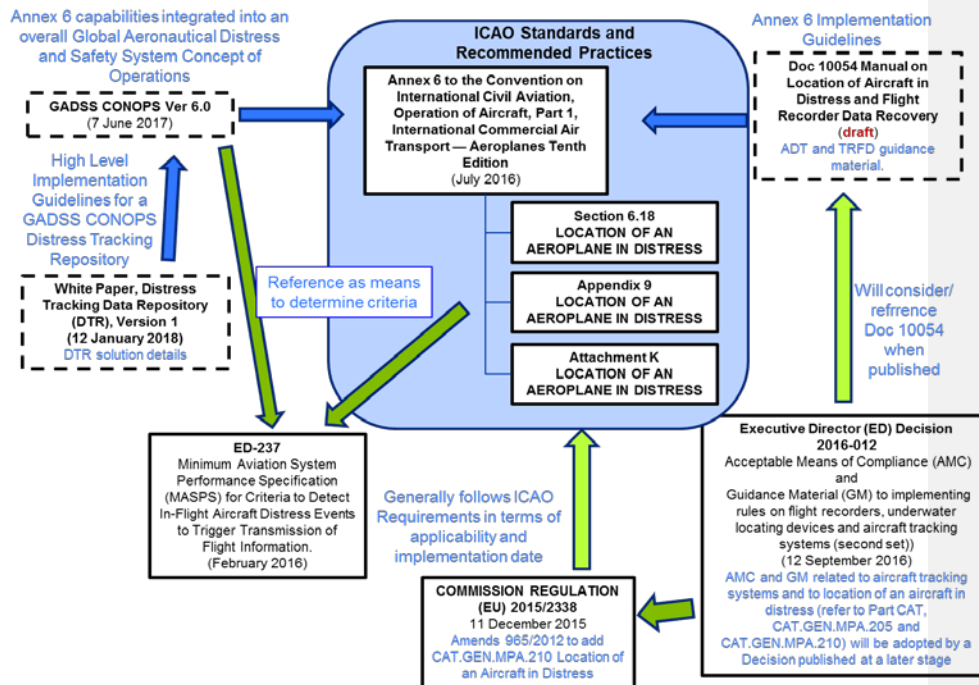 Annex 6 capabilities integrated into an
overall Global Aeronautical Distress
and Safety System Concept of
Operations
GADSS CONOPS Ver 6.0
(7 June 2017)
High Level
Implementation
Guidelines for a
GADSS CONOPS
Distress Tracking
Repository
White Paper, Distress
Tracking Data Repository
(DTR), Version 1
(12 January 2018)
DTR solution details
ICAO Standards and
Recommended Practices
Annex 6 to the Convention on
International Civil Aviation,
Operation of Aircraft, Part 1,
International Commercial Air
Transport — Aeroplanes Tenth
Edition
(July 2016)
Section 6.18
LOCATION OF AN
AEROPLANE IN DISTRESS
Appendix 9
LOCATION OF AN
AEROPLANE IN DISTRESS
Attachment K
LOCATION OF AN
AEROPLANE IN DISTRESS
Reference as means
to determine criteria
Annex 6 Implementation
Guidelines
Doc 10054 Manual on
Location of Aircraft in
Distress and Flight
Recorder Data Recovery
(draft)
ADT and TRFD guidance
material.
Will consider/
refrrence
Doc 10054
when
published
ED-237
Minimum Aviation System
Performance Specification
(MASPS) for Criteria to Detect
In-Flight Aircraft Distress Events
to Trigger Transmission of
Flight Information.
(February 2016)
Generally follows ICAO
Requirements in terms of
applicability and
implementation date
COMMISSION REGULATION
(EU) 2015/2338
11 December 2015
Amends 965/2012 to add
CAT.GEN.MPA.210 Location of
an Aircraft in Distress
Executive Director (ED) Decision
2016-012
Acceptable Means of Compliance (AMC)
and
Guidance Material (GM) to implementing
rules on flight recorders, underwater
locating devices and aircraft tracking
systems (second set))
(12 September 2016)
AMC and GM related to aircraft tracking
systems and to location of an aircraft in
distress (refer to Part CAT,
CAT.GEN.MPA.205 and
CAT.GEN.MPA.210) will be adopted by a
Decision published at a later stage